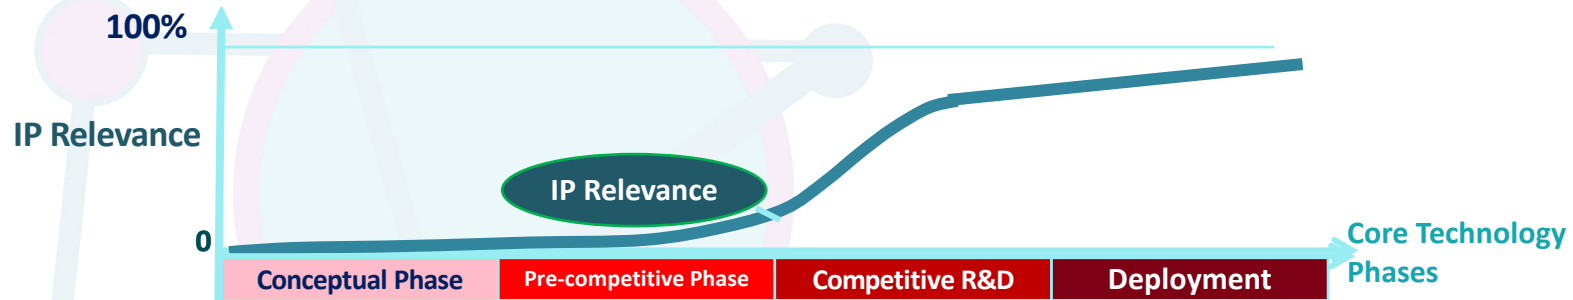 100%
IP Relevance
IP Relevance
0
Core Technology
Phases
Conceptual Phase
Pre-competitive Phase
Competitive R&D
Deployment